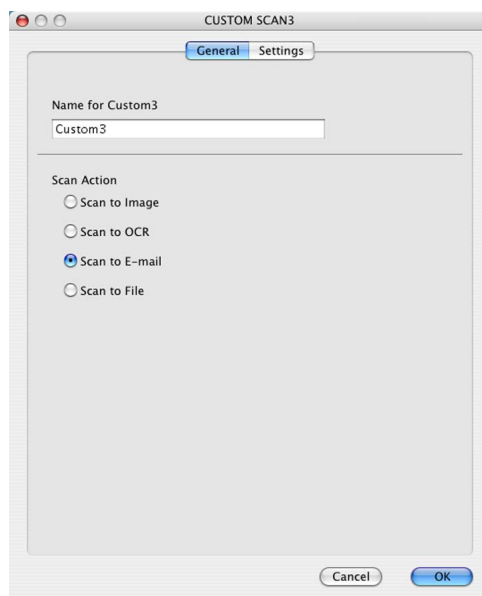 CUSTOM SCAN3
General Settings
Name for Custom3
Custom3
Scan Action
Scan to Image
Scan to OCR
Scan to E-mail
Scan to File
Cancel OK